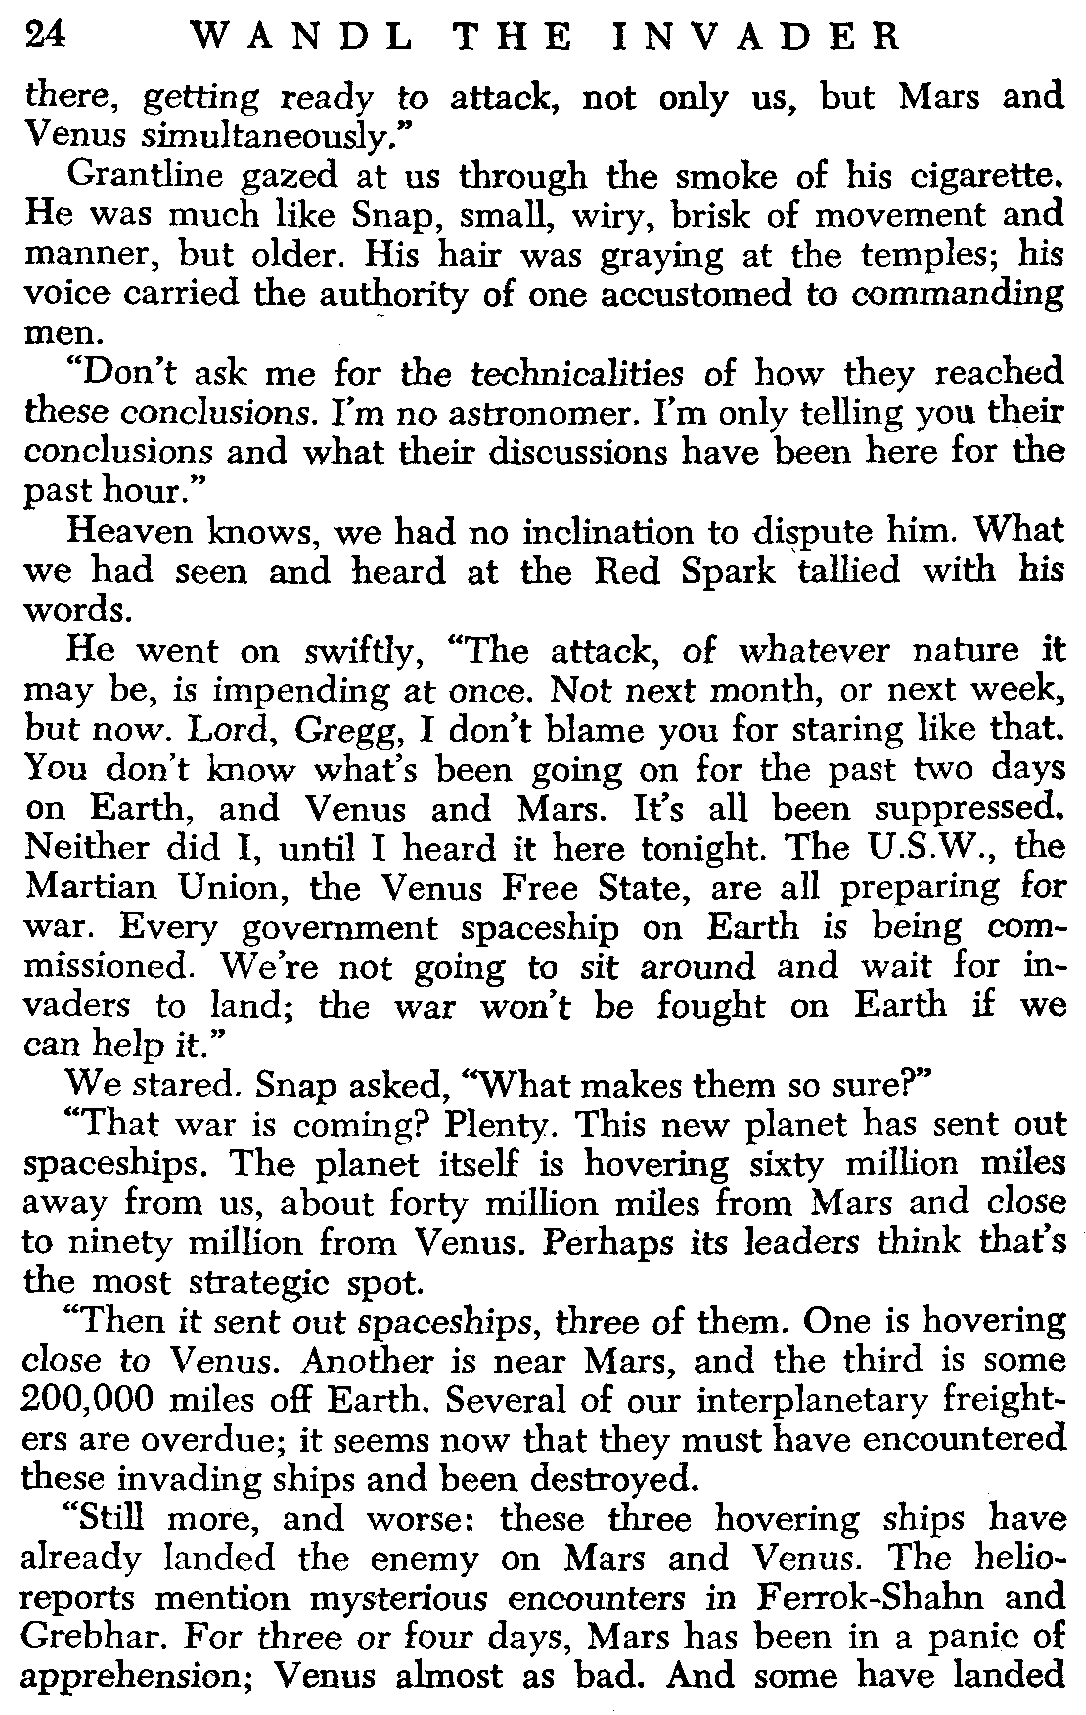 24 WANDL THE INVADER
there, getting ready to attack, not only us, but Mars and
Venus simultaneously.”
Grantline gazed at us through the smoke of his cigarette.
He was much like Snap, small, wiry, brisk of movement and
manner, but older. His hair was graying at the temples; his
voice carried the authority of one accustomed to commanding
men.
“Don’t ask me for the technicalities of how they reached
these conclusions. I’m no astronomer. I’m only telling you their
conclusions and what their discussions have been here for the
past hour.”
Heaven knows, we had no inclination to dispute him. What
we had seen and heard at the Red Spark tallied with his
words.
He went on swiftly, “The attack, of whatever nature it
may be, is impending at once. Not next month, or next week,
but now. Lord, Gregg, I don’t blame you for staring like that.
You don’t know what’s been going on for the past two days
on Earth, and Venus and Mars. It’s all been suppressed.
Neither did I, until I heard it here tonight. The U.S.W., the
Martian Union, the Venus Free State, are all preparing for
war. Every government spaceship on Earth is being com-
missioned. We’re not going to sit around and wait for in-
vaders to land; the war won’t be fought on Earth if we
can help it.”
We stared. Snap asked, “What makes them so sure?”
“That war is coming? Plenty. This new planet has sent out
spaceships. The planet itself is hovering sixty million miles
away from us, about forty million miles from Mars and close
to ninety million from Venus. Perhaps its leaders think that’s
the most strategic spot.
“Then it sent out spaceships, three of them. One is hovering
close to Venus. Another is near Mars, and the third is some
200,000 miles off Earth. Several of our interplanetary freight-
ers are overdue; it seems now that they must have encountered
these invading ships and been destroyed.
“Still more, and worse: these three hovering ships have
already landed the enemy on Mars and Venus. The helio-
reports mention mysterious encounters in Ferrok-Shahn and
Grebhar. For three or four days, Mars has been in a panic of
apprehension; Venus almost as bad. And some have landed